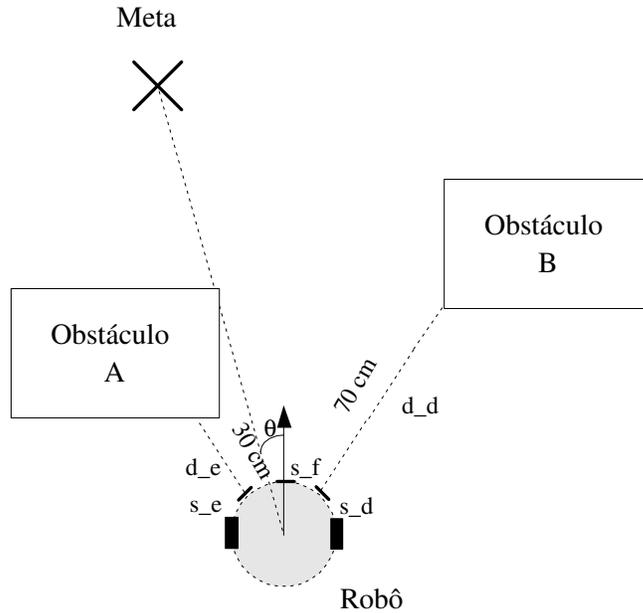 Meta
Obstáculo
B
Obstáculo
A
70 cm
d_d
θ
30 cm
d_e
s_f
s_e
s_d
Robô